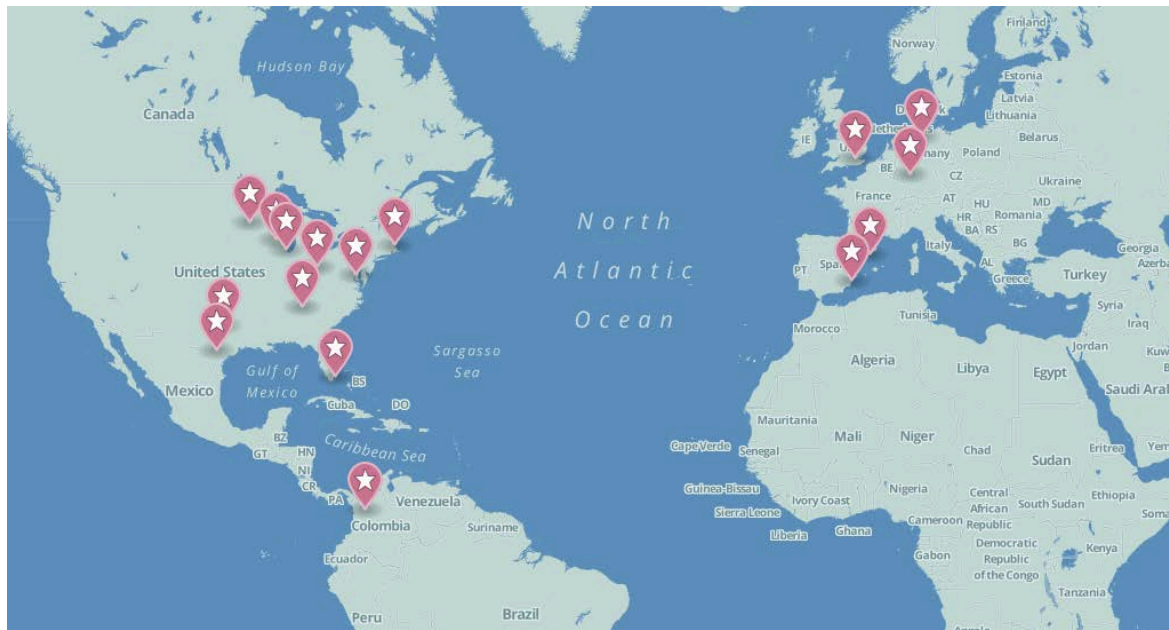 Finland
Norway
Hudson Bay
Estonia
Latvia
Canada
Lithuania
IE
Belarus
BE
Poland
CZ
Ukraine
France
AT
HU
MD
HR
Romania
BA
RS
North
Atlantic
Ocean
BG
Italy
Georgia
United States
PT
AL
Turkey
Greece
Syria
Morocco
Tunisia
Iraq
Sargasso
Sea
Jordan
Gulf of
Mexico
BS
Algeria
Libya
Egypt
Mexico
Saudi
Cuba
DO
Mauritania
BZ
Mali
Niger
GT
HN
Caribbean Sea
Cape Verde
Senegal
Chad
Eritrea
NI
Sudan
CR
PA
Venezuela
Guinea-Bissau
Nigeria
Ivory Coast
Central
African
Republic
South Sudan
Ethiopia
Colombia
Suriname
Sierra Leone
Ghana
Cameroon
Liberia
Democratic
Republic
of the Congo
Kenya
Ecuador
Gabon
Tanzania
Peru
Brazil